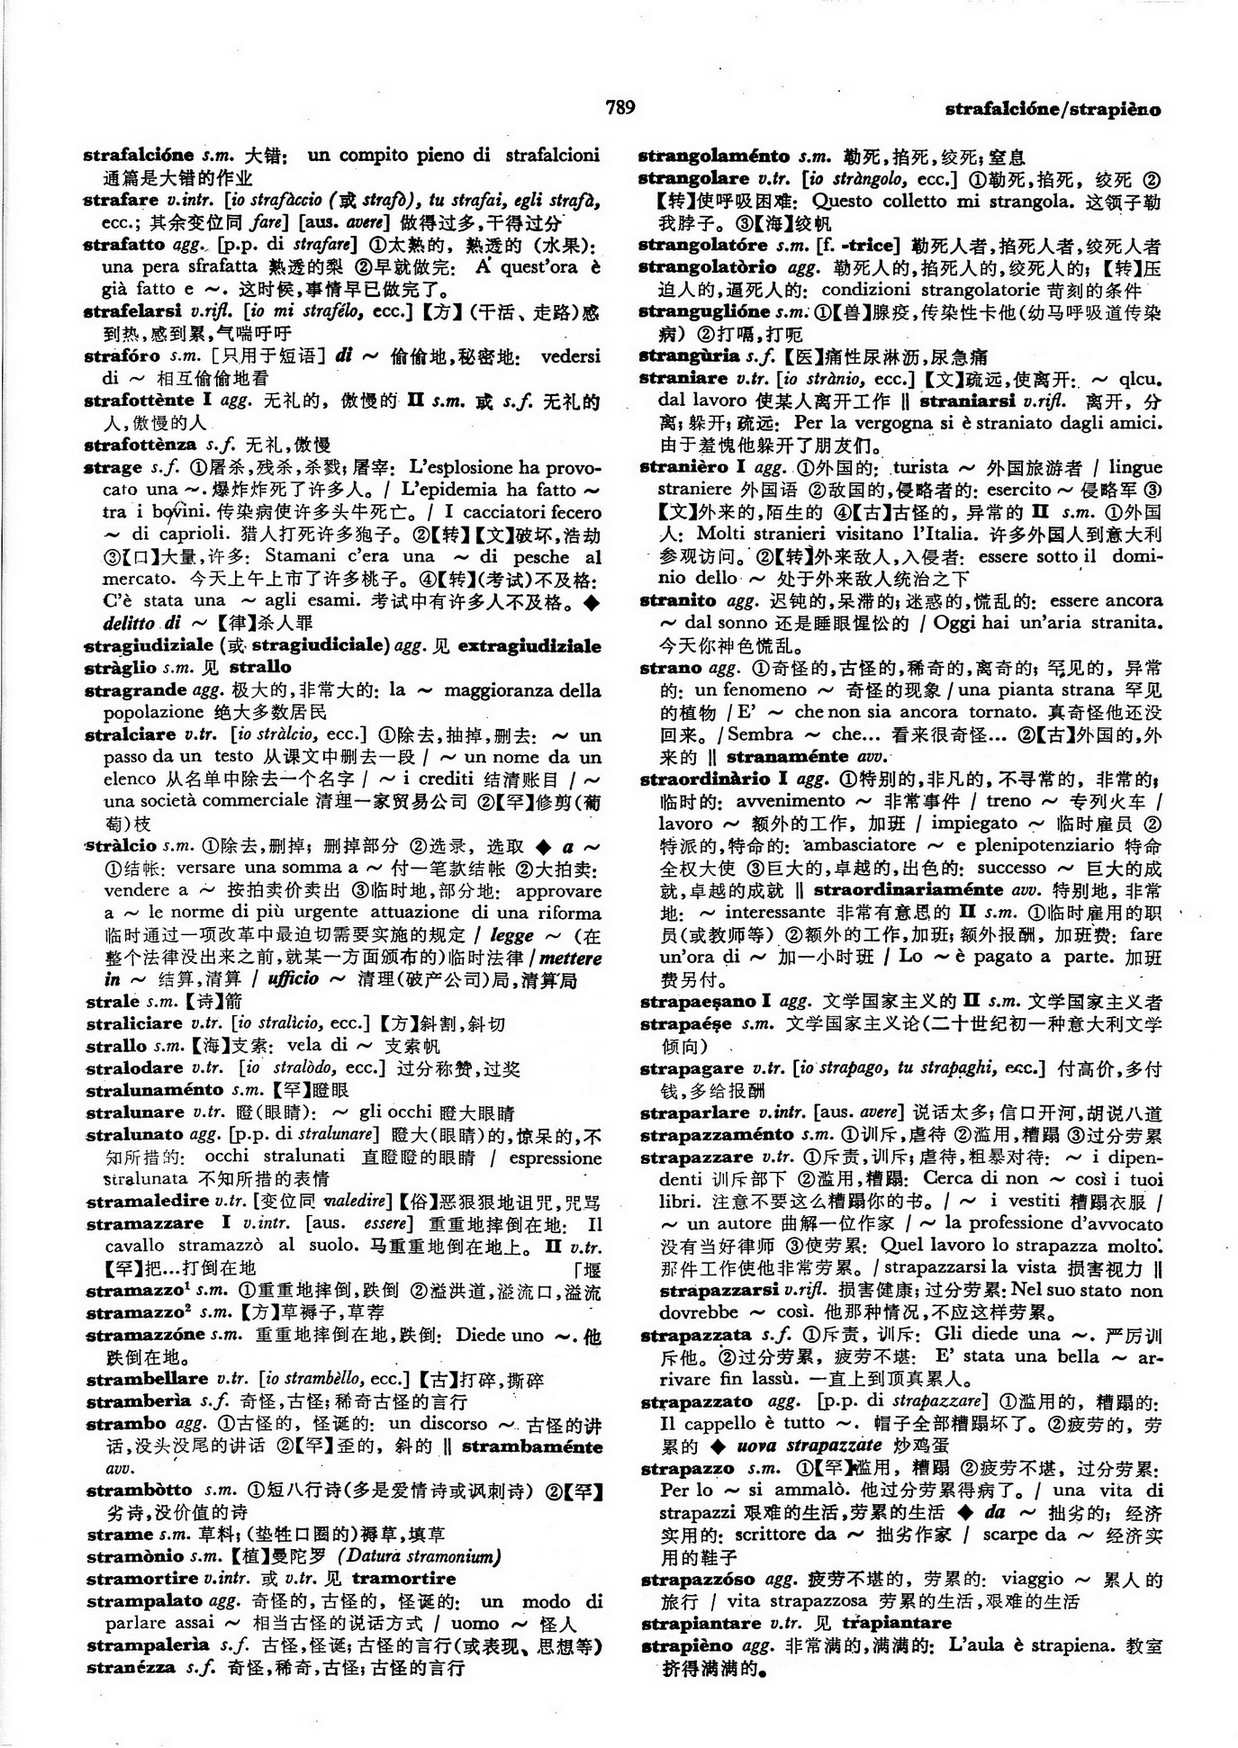 789
strafalcióne/strapièno
strafalcióne s.m. 大错： un compito pieno di strafalcioni
通篇是大错的作业
strafare v.intr. [io strafàccio (或 strafò), tu strafai, egli strafà,
ecc.; 其余变位同 fare] [aus. avere] 做得过多,干得过分
strafatto agg. [p.p. di strafare] ①太熟的，熟透的（水果）：
una pera sfrafatta 熟透的梨 ②早就做完： A' quest'ora è
già fatto e ～. 这时候,事情早已做完了。
strafelarsi v.rifl. [io mi strafélo, ecc.]【方】(干活、走路)感
到热,感到累,气喘吁吁
strafóro s.m. [只用于短语] di ～ 偷偷地,秘密地： vedersi
di ～ 相互偷偷地看
strafottènte I agg. 无礼的，傲慢的 II s.m. 或 s.f. 无礼的
人,傲慢的人
strafottènza s.f. 无礼,傲慢
strage s.f. ①屠杀,残杀,杀戮；屠宰： L'esplosione ha provo-
cato una ～. 爆炸炸死了许多人。/ L'epidemia ha fatto ～
tra i bovini. 传染病使许多头牛死亡。/ I cacciatori fecero
～ di caprioli. 猎人打死许多狍子。②【转】【文】破坏,浩劫
③【口】大量,许多： Stamani c'era una ～ di pesche al
mercato. 今天上午上市了许多桃子。④【转】(考试)不及格：
C'è stata una ～ agli esami. 考试中有许多人不及格。◆
delitto di ～【律】杀人罪
stragiudiziale (或 stragiudiciale) agg. 见 extragiudiziale
stràglio s.m. 见 strallo
stragrande agg. 极大的,非常大的： la ～ maggioranza della
popolazione 绝大多数居民
stralciare v.tr. [io stràlcio, ecc.] ①除去,抽掉,删去： ～ un
passo da un testo 从课文中删去一段 / ～ un nome da un
elenco 从名单中除去一个名字 / ～ i crediti 结清账目 / ～
una società commerciale 清理一家贸易公司 ②【罕】修剪(葡
萄)枝
stràlcio s.m. ①除去,删掉；删掉部分 ②选录，选取 ◆ a ～
①结帐： versare una somma a ～ 付一笔款结帐 ②大拍卖：
vendere a ～ 按拍卖价卖出 ③临时地,部分地： approvare
a ～ le norme di più urgente attuazione di una riforma
临时通过一项改革中最迫切需要实施的规定 / legge ～ (在
整个法律没出来之前,就某一方面颁布的)临时法律 / mettere
in ～ 结算,清算 / ufficio ～ 清理(破产公司)局,清算局
strale s.m.【诗】箭
straliciare v.tr. [io stralìcio, ecc.]【方】斜割,斜切
strallo s.m.【海】支索： vela di ～ 支索帆
stralodare v.tr. [io stralòdo, ecc.] 过分称赞,过奖
stralunaménto s.m.【罕】瞪眼
stralunare v.tr. 瞪(眼睛)： ～ gli occhi 瞪大眼睛
stralunato agg. [p.p. di stralunare] 瞪大(眼睛)的,惊呆的,不
知所措的： occhi stralunati 直瞪瞪的眼睛 / espressione
stralunata 不知所措的表情
stramaledire v.tr. [变位同 maledire]【俗】恶狠狠地诅咒,咒骂
stramazzare I v.intr. [aus. essere] 重重地摔倒在地： Il
cavallo stramazzò al suolo. 马重重地倒在地上。 II v.tr.
【罕】把…打倒在地 「堰
stramazzo¹ s.m. ①重重地摔倒,跌倒 ②溢洪道,溢流口,溢流
stramazzo² s.m.【方】草褥子,草荐
stramazzóne s.m. 重重地摔倒在地,跌倒： Diede uno ～. 他
跌倒在地。
strambellare v.tr. [io strambèllo, ecc.]【古】打碎,撕碎
stramberìa s.f. 奇怪,古怪；稀奇古怪的言行
strambo agg. ①古怪的，怪诞的： un discorso ～ 古怪的讲
话,没头没尾的讲话 ②【罕】歪的，斜的 ‖ strambaménte
avv.
strambòtto s.m. ①短八行诗(多是爱情诗或讽刺诗) ②【罕】
劣诗,没价值的诗
strame s.m. 草料；(垫牲口圈的)褥草,填草
stramònio s.m.【植】曼陀罗 (Datura stramonium)
stramortire v.intr. 或 v.tr. 见 tramortire
strampalato agg. 奇怪的,古怪的，怪诞的： un modo di
parlare assai ～ 相当古怪的说话方式 / uomo ～ 怪人
strampalerìa s.f. 古怪,怪诞；古怪的言行(或表现、思想等)
stranézza s.f. 奇怪,稀奇,古怪；古怪的言行
strangolaménto s.m. 勒死,掐死,绞死；窒息
strangolare v.tr. [io stràngolo, ecc.] ①勒死,掐死，绞死 ②
【转】使呼吸困难： Questo colletto mi strangola. 这领子勒
我脖子。③【海】绞帆
strangolatóre s.m. [f. -trice] 勒死人者,掐死人者,绞死人者
strangolatòrio agg. 勒死人的,掐死人的,绞死人的；【转】压
迫人的,逼死人的： condizioni strangolatorie 苛刻的条件
stranguglióne s.m. ①【兽】腺疫,传染性卡他(幼马呼吸道传染
病) ②打嗝,打呃
strangùria s.f.【医】痛性尿淋沥,尿急痛
straniare v.tr. [io strànio, ecc.]【文】疏远,使离开： ～ qlcu.
dal lavoro 使某人离开工作 ‖ straniarsi v.rifl. 离开，分
离；躲开；疏远： Per la vergogna si è straniato dagli amici.
由于羞愧他躲开了朋友们。
stranièro I agg. ①外国的： turista ～ 外国旅游者 / lingue
straniere 外国语 ②敌国的,侵略者的： esercito ～ 侵略军 ③
【文】外来的,陌生的 ④【古】古怪的，异常的 II s.m. ①外国
人： Molti stranieri visitano l'Italia. 许多外国人到意大利
参观访问。②【转】外来敌人,入侵者： essere sotto il domi-
nio dello ～ 处于外来敌人统治之下
stranito agg. 迟钝的,呆滞的；迷惑的,慌乱的： essere ancora
～ dal sonno 还是睡眼惺忪的 / Oggi hai un'aria stranita.
今天你神色慌乱。
strano agg. ①奇怪的,古怪的,稀奇的,离奇的；罕见的，异常
的： un fenomeno ～ 奇怪的现象 / una pianta strana 罕见
的植物 / E' ～ che non sia ancora tornato. 真奇怪他还没
回来。/ Sembra ～ che... 看来很奇怪… ②【古】外国的,外
来的 ‖ stranaménte avv.
straordinàrio I agg. ①特别的,非凡的，不寻常的，非常的；
临时的： avvenimento ～ 非常事件 / treno ～ 专列火车 /
lavoro ～ 额外的工作，加班 / impiegato ～ 临时雇员 ②
特派的,特命的： ambasciatore ～ e plenipotenziario 特命
全权大使 ③巨大的,卓越的,出色的： successo ～ 巨大的成
就,卓越的成就 ‖ straordinariaménte avv. 特别地，非常
地： ～ interessante 非常有意思的 II s.m. ①临时雇用的职
员(或教师等) ②额外的工作,加班；额外报酬，加班费： fare
un'ora di ～ 加一小时班 / Lo ～ è pagato a parte. 加班
费另付。
strapaeṣano I agg. 文学国家主义的 II s.m. 文学国家主义者
strapaéṣe s.m. 文学国家主义论(二十世纪初一种意大利文学
倾向)
strapagare v.tr. [io strapago, tu strapaghi, ecc.] 付高价,多付
钱,多给报酬
straparlare v.intr. [aus. avere] 说话太多；信口开河,胡说八道
strapazzaménto s.m. ①训斥,虐待 ②滥用,糟蹋 ③过分劳累
strapazzare v.tr. ①斥责,训斥；虐待,粗暴对待： ～ i dipen-
denti 训斥部下 ②滥用,糟蹋： Cerca di non ～ così i tuoi
libri. 注意不要这么糟蹋你的书。/ ～ i vestiti 糟蹋衣服 /
～ un autore 曲解一位作家 / ～ la professione d'avvocato
没有当好律师 ③使劳累： Quel lavoro lo strapazza molto.
那件工作使他非常劳累。/ strapazzarsi la vista 损害视力 ‖
strapazzarsi v.rifl. 损害健康；过分劳累： Nel suo stato non
dovrebbe ～ così. 他那种情况,不应这样劳累。
strapazzata s.f. ①斥责，训斥： Gli diede una ～. 严厉训
斥他。②过分劳累，疲劳不堪： E' stata una bella ～ ar-
rivare fin lassù. 一直上到顶真累人。
strapazzato agg. [p.p. di strapazzare] ①滥用的，糟蹋的：
Il cappello è tutto ～. 帽子全部糟蹋坏了。②疲劳的，劳
累的 ◆ uova strapazzate 炒鸡蛋
strapazzo s.m. ①【罕】滥用，糟蹋 ②疲劳不堪，过分劳累：
Per lo ～ si ammalò. 他过分劳累得病了。/ una vita di
strapazzi 艰难的生活,劳累的生活 ◆ da ～ 拙劣的；经济
实用的： scrittore da ～ 拙劣作家 / scarpe da ～ 经济实
用的鞋子
strapazzóso agg. 疲劳不堪的，劳累的： viaggio ～ 累人的
旅行 / vita strapazzosa 劳累的生活,艰难的生活
strapiantare v.tr. 见 trapiantare
strapièno agg. 非常满的,满满的： L'aula è strapiena. 教室
挤得满满的。